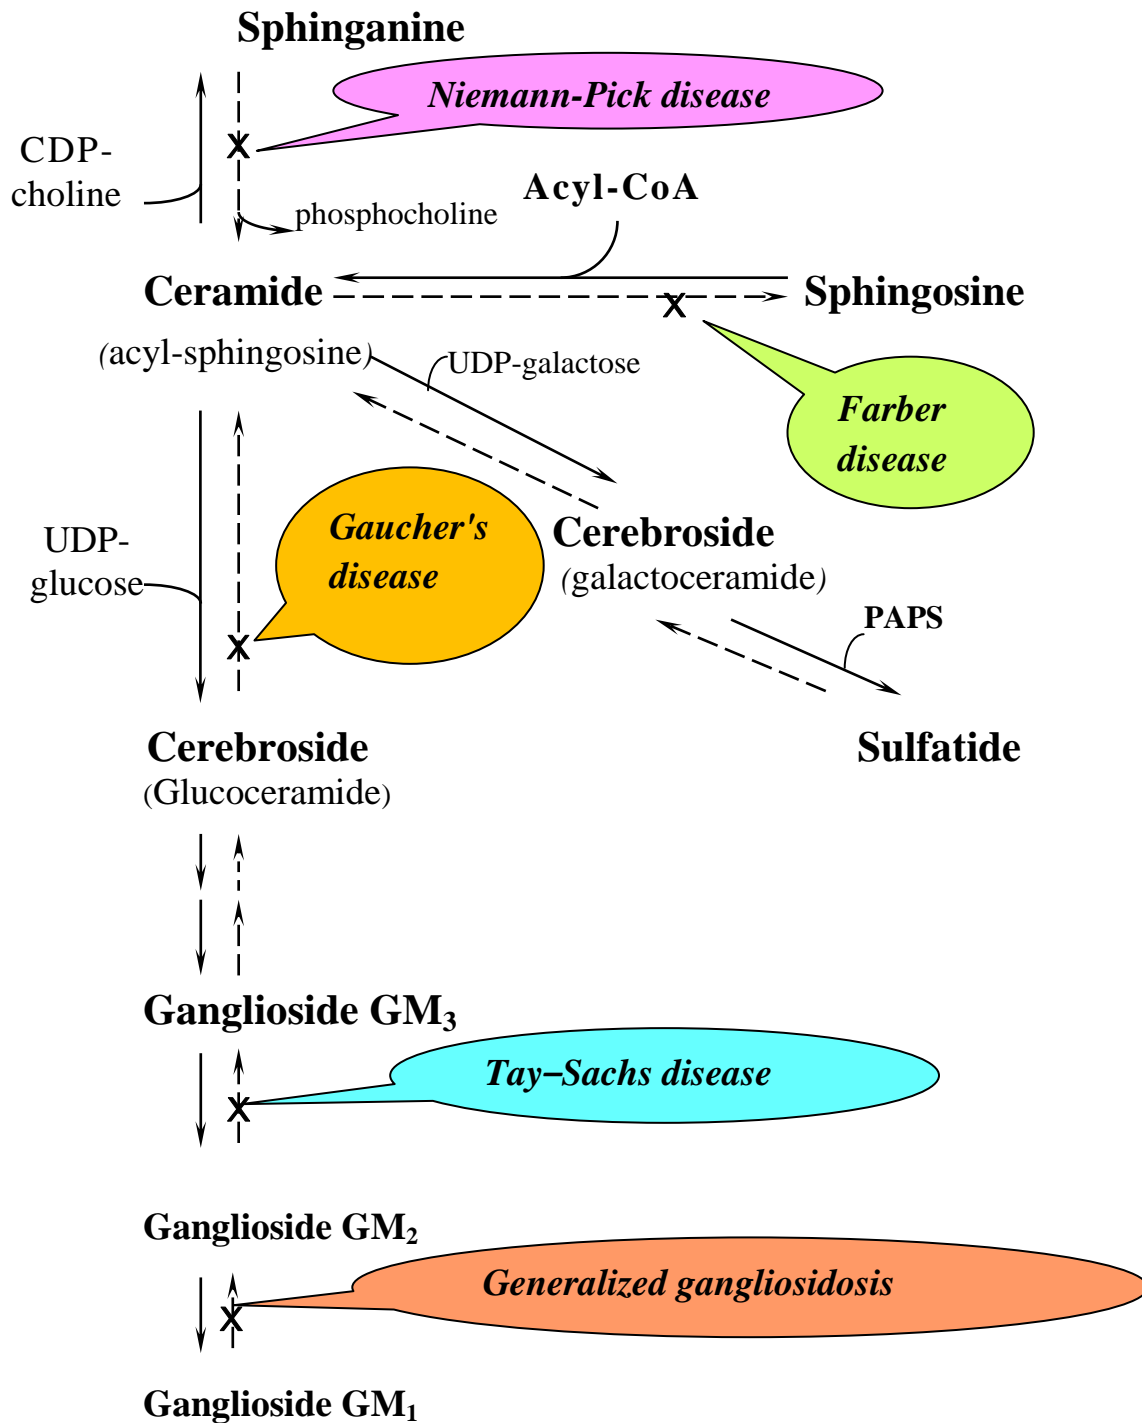 Sphinganine
Niemann-Pick disease
CDP-
choline
X
Acyl-CoA
phosphocholine
Ceramide
Sphingosine
X
(acyl-sphingosine)
UDP-galactose
Farber
disease
Gaucher's
disease
Cerebroside
(galactoceramide)
UDP-
glucose
PAPS
X
Cerebroside
(Glucoceramide)
Sulfatide
Ganglioside GM₃
Tay–Sachs disease
X
Ganglioside GM₂
Generalized gangliosidosis
X
Ganglioside GM₁